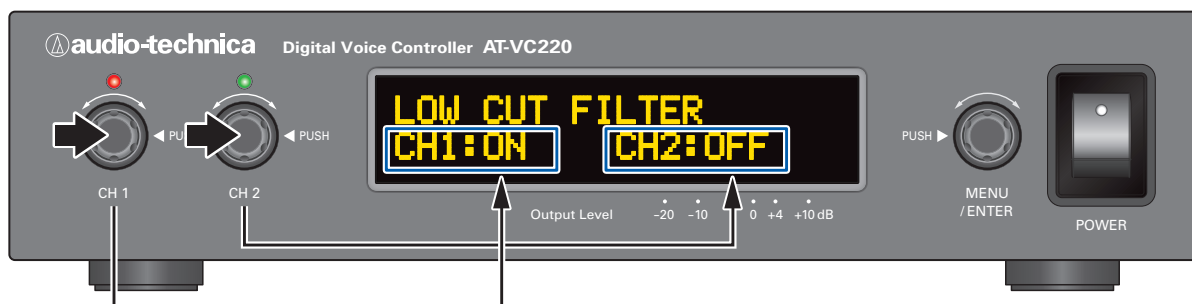 audio-technica Digital Voice Controller AT-VC220
LOW CUT FILTER
CH1:ON CH2:OFF
PUSH PUSH
CH 1 CH 2
Output Level -20 -10 0 +4 +10 dB
MENU
/ENTER
POWER